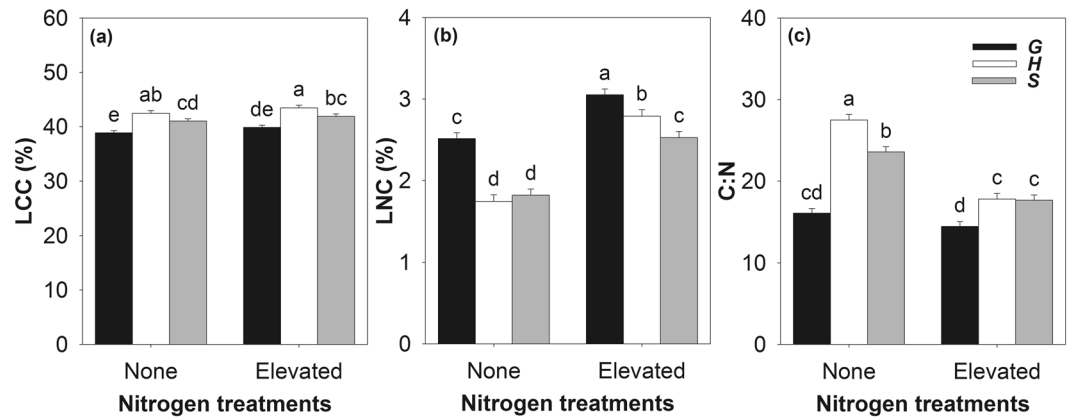 (a)
LCC (%)
60
50
40
30
20
10
0
e
ab
cd
de
a
bc
None
Elevated
Nitrogen treatments
(b)
LNC (%)
4
3
2
1
0
c
d
d
a
b
c
None
Elevated
Nitrogen treatments
(c)
C:N
40
30
20
10
0
G
H
S
cd
a
b
d
c
c
None
Elevated
Nitrogen treatments